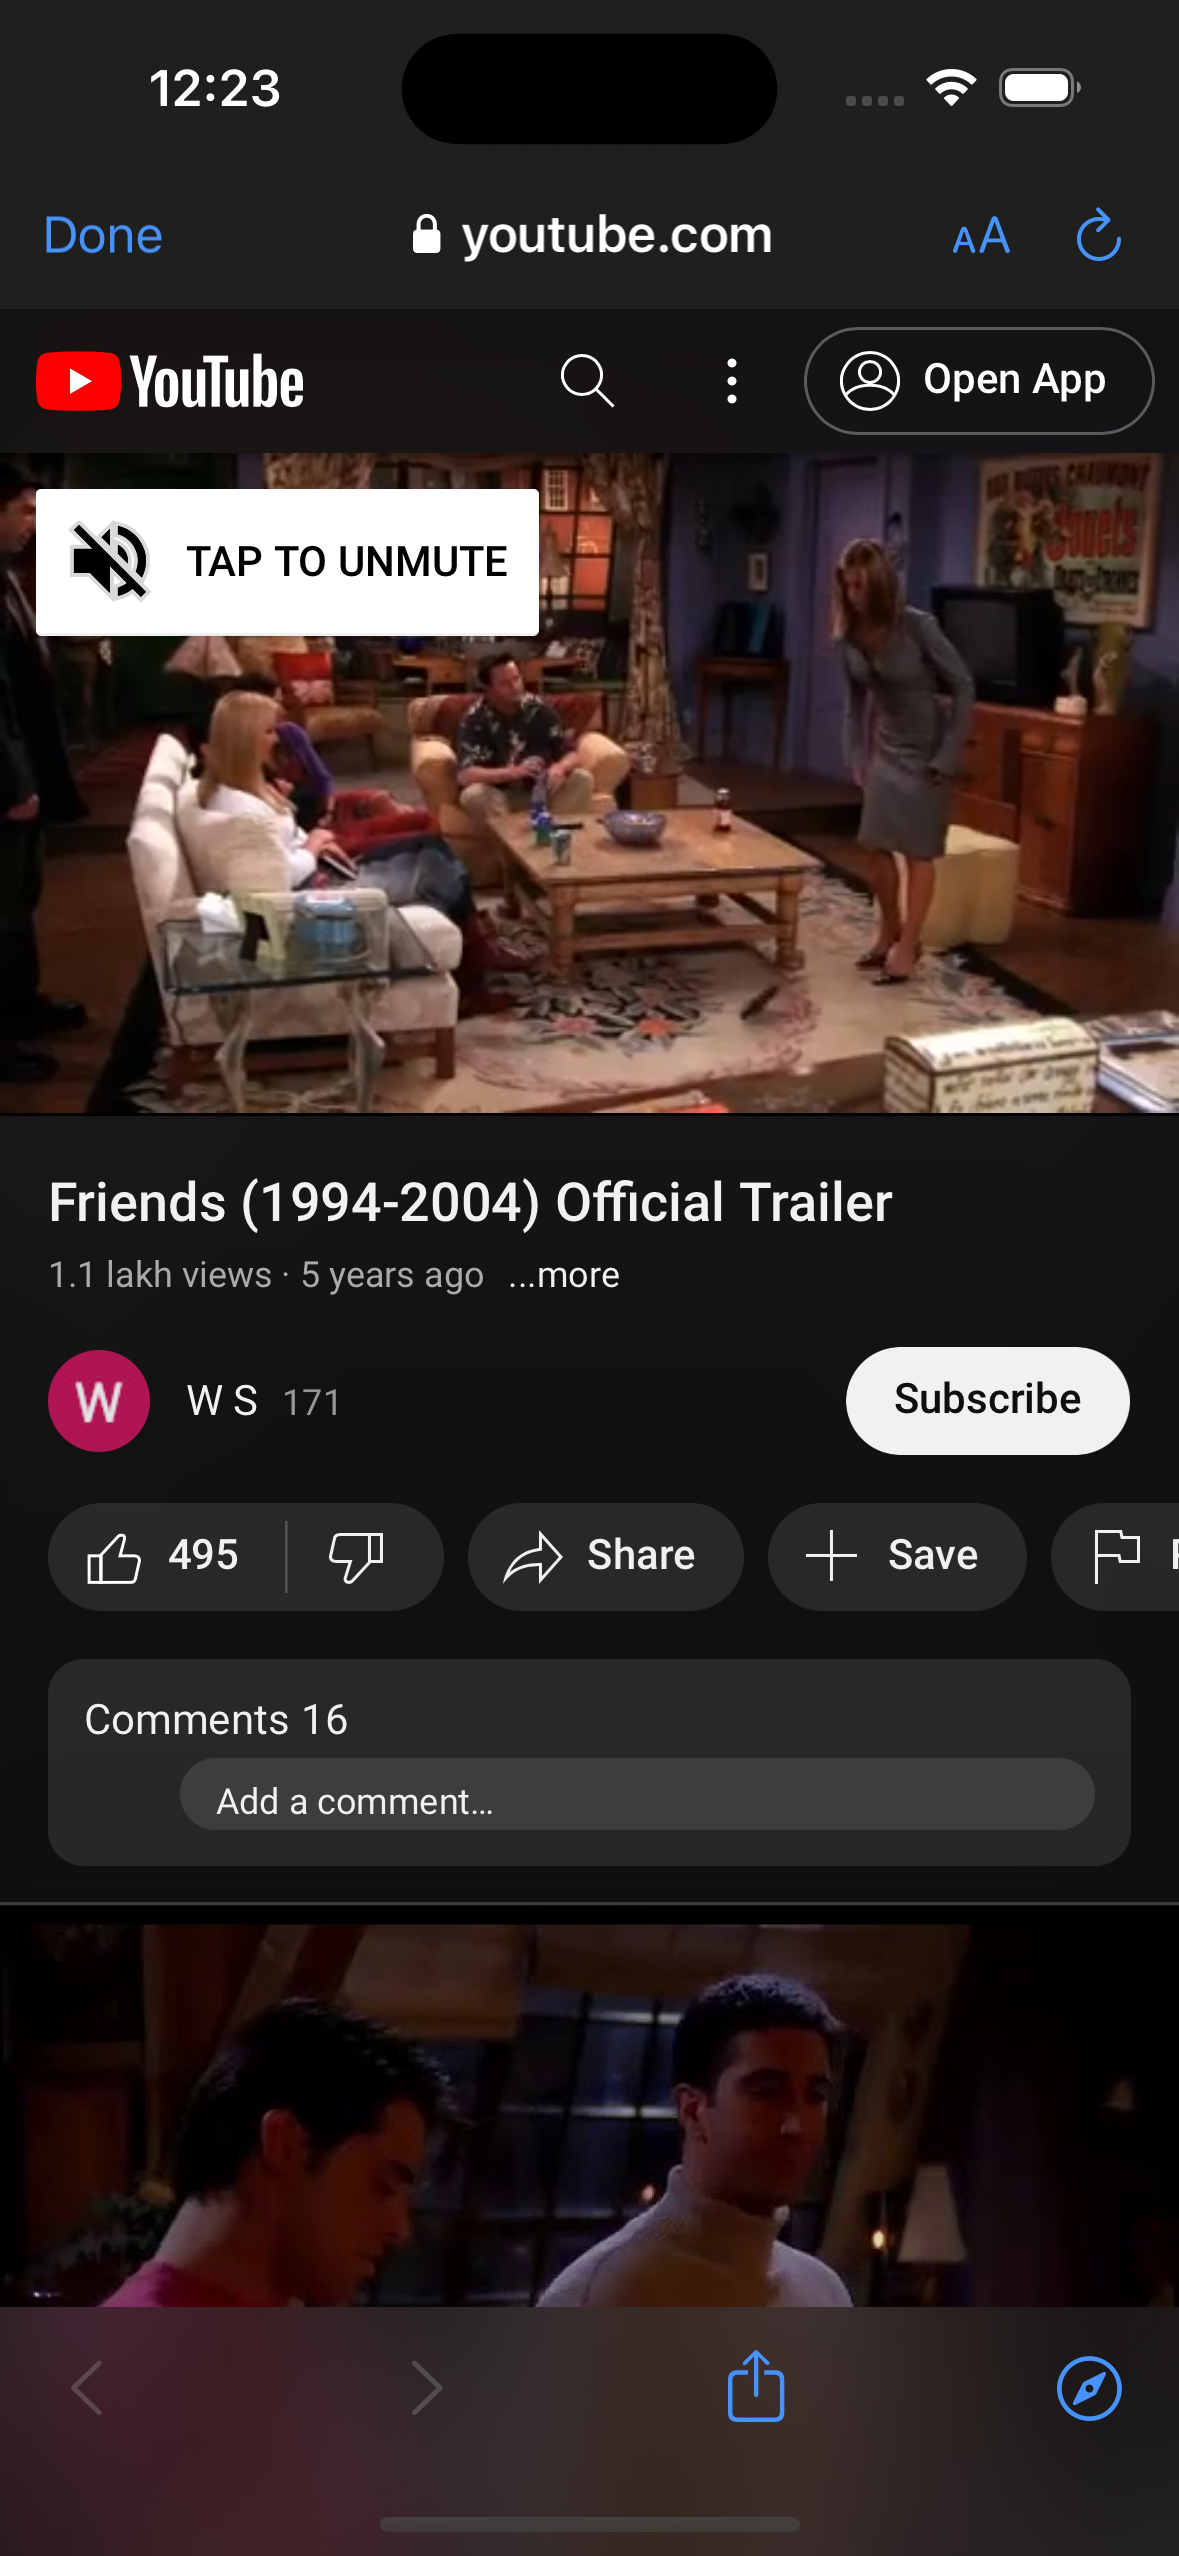 12:23
Done
youtube.com
AA
YouTube
Open App
TAP TO UNMUTE
Jouets
Friends (1994-2004) Official Trailer
1.1 lakh views · 5 years ago ...more
W
W S 171
Subscribe
495
Share
Save
Comments 16
Add a comment...